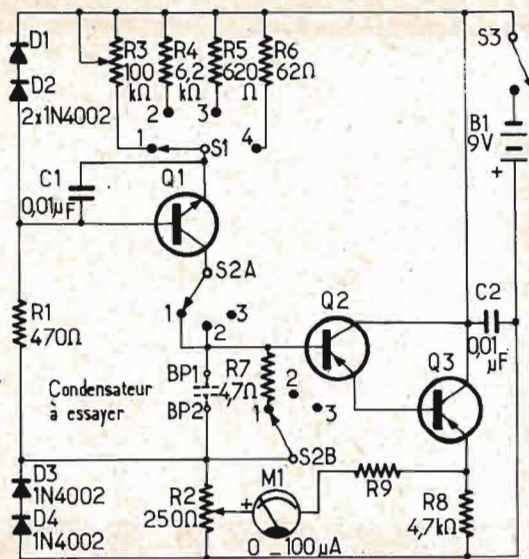 D1
D2
2x1N4002
R3
100
kΩ
R4
6,2
kΩ
R5
620
Ω
R6
62Ω
S3
B1
9V
+
1
2
3
4
S1
C1
0,01µF
Q1
S2A
1
2
3
R1
470Ω
Q2
C2
0,01
µF
Q3
Condensateur
à essayer
BP1
BP2
R7
4,7Ω
1
2
3
S2B
D3
1N4002
D4
1N4002
R2
250Ω
+
M1
0_100µA
R9
R8
4,7kΩ